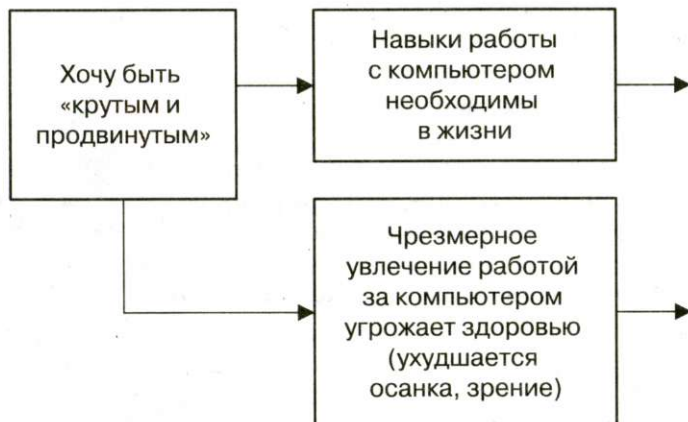 Хочу быть
«крутым и
продвинутым»
Навыки работы
с компьютером
необходимы
в жизни
Чрезмерное
увлечение работой
за компьютером
угрожает здоровью
(ухудшается
осанка, зрение)